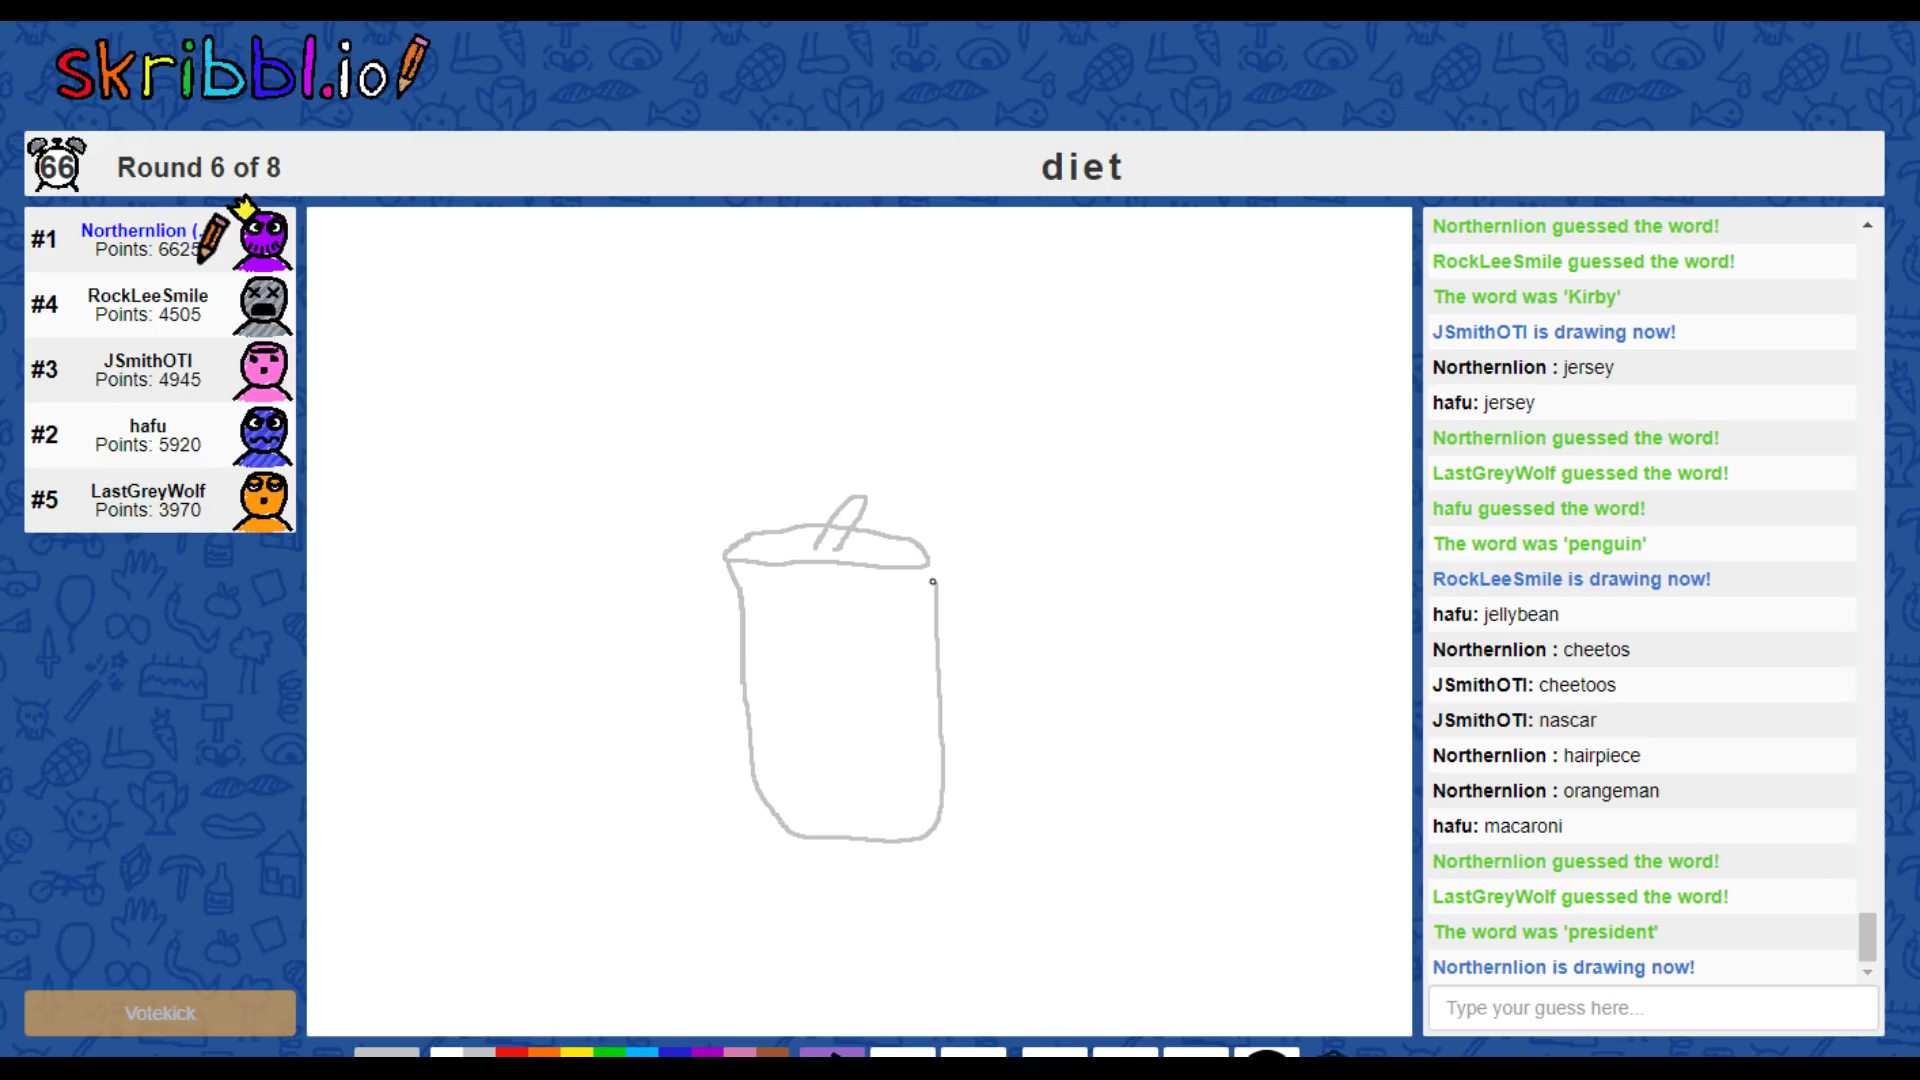 skribbl.io
66
Round 6 of 8
diet
#1
Northernlion (.
Points: 6625
#4
RockLeeSmile
Points: 4505
#3
JSmithOTI
Points: 4945
#2
hafu
Points: 5920
#5
LastGreyWolf
Points: 3970
Votekick
Northernlion guessed the word!
RockLeeSmile guessed the word!
The word was 'Kirby'
JSmithOTI is drawing now!
Northernlion : jersey
hafu: jersey
Northernlion guessed the word!
LastGreyWolf guessed the word!
hafu guessed the word!
The word was 'penguin'
RockLeeSmile is drawing now!
hafu: jellybean
Northernlion : cheetos
JSmithOTI: cheetoos
JSmithOTI: nascar
Northernlion : hairpiece
Northernlion : orangeman
hafu: macaroni
Northernlion guessed the word!
LastGreyWolf guessed the word!
The word was 'president'
Northernlion is drawing now!
Type your guess here...